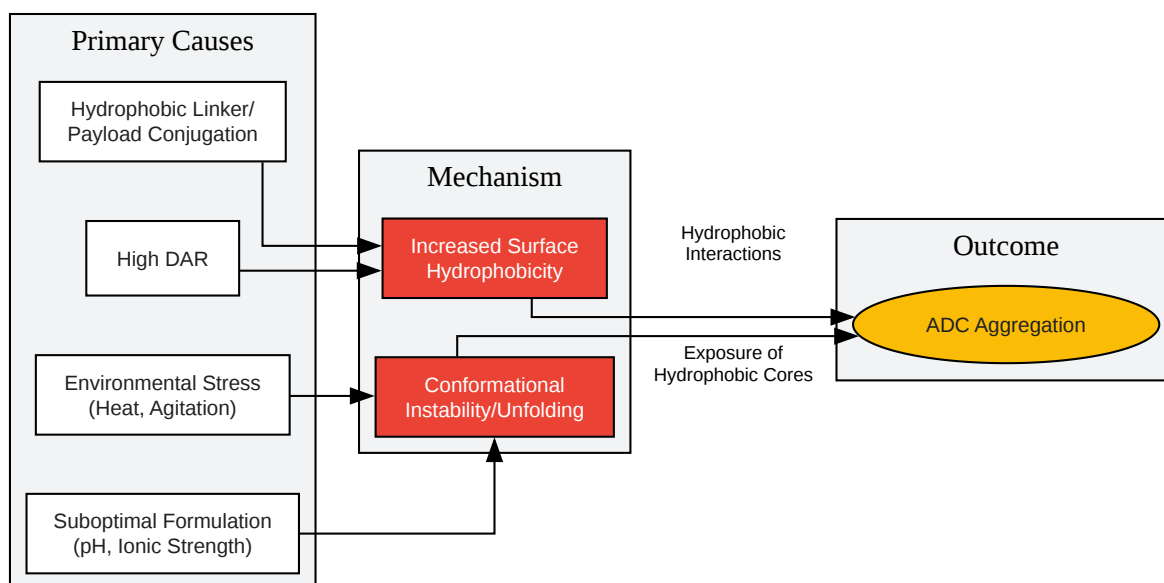 Primary Causes
Hydrophobic Linker/
Payload Conjugation
High DAR
Environmental Stress
(Heat, Agitation)
Suboptimal Formulation
(pH, Ionic Strength)
Mechanism
Increased Surface
Hydrophobicity
Conformational
Instability/Unfolding
Hydrophobic
Interactions
Exposure of
Hydrophobic Cores
Outcome
ADC Aggregation